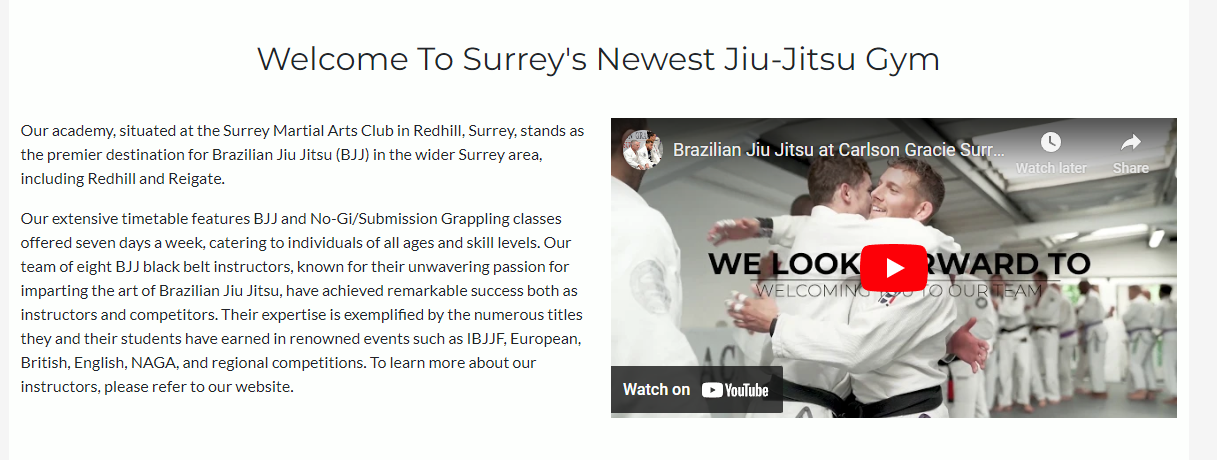 Welcome To Surrey's Newest Jiu-Jitsu Gym
Our academy, situated at the Surrey Martial Arts Club in Redhill, Surrey, stands as
the premier destination for Brazilian Jiu Jitsu (BJJ) in the wider Surrey area,
including Redhill and Reigate.
Our extensive timetable features BJJ and No-Gi/Submission Grappling classes
offered seven days a week, catering to individuals of all ages and skill levels. Our
team of eight BJJ black belt instructors, known for their unwavering passion for
imparting the art of Brazilian Jiu Jitsu, have achieved remarkable success both as
instructors and competitors. Their expertise is exemplified by the numerous titles
they and their students have earned in renowned events such as IBJJF, European,
British, English, NAGA, and regional competitions. To learn more about our
instructors, please refer to our website.
Brazilian Jiu Jitsu at Carlson Gracie Surr...
Watch later
Share
WE LOOK TO
WELCOMING TO OUR TEAM
Watch on YouTube